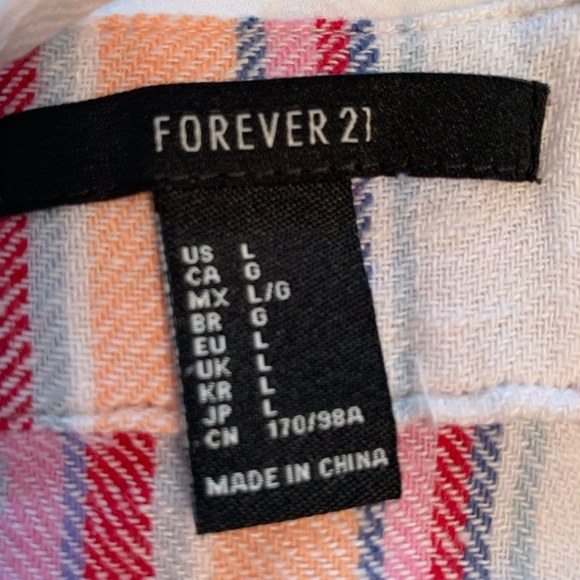 FOREVER 21
US L
CA G
MX L/G
BR G
EU L
UK L
KR L
JP L
CN 170/98A
MADE IN CHINA